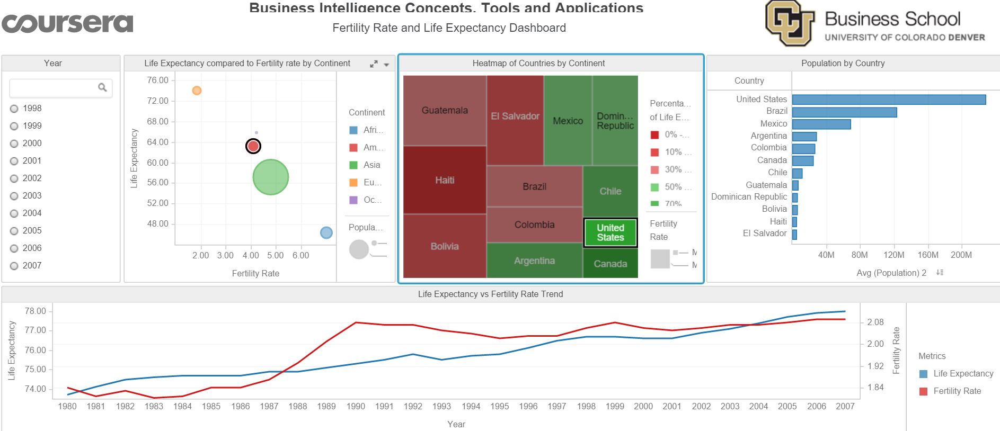 coursera
Business Intelligence Concepts, Tools and Applications
Fertility Rate and Life Expectancy Dashboard
CU
Business School
UNIVERSITY OF COLORADO DENVER
Year
1998
1999
2000
2001
2002
2003
2004
2005
2006
2007
Life Expectancy compared to Fertility rate by Continent
76.00
72.00
68.00
64.00
60.00
56.00
52.00
48.00
Life Expectancy
2.00 3.00 4.00 5.00 6.00
Fertility Rate
Continent
Afri...
Am...
Asia
Eu...
Oc...
Popula...
Heatmap of Countries by Continent
Guatemala
El Salvador
Mexico
Domin...
Republic
Haiti
Brazil
Chile
Colombia
United
States
Bolivia
Argentina
Canada
Percenta...
of Life E...
0% -...
10% ...
30% ...
50% ...
70%
Fertility
Rate
M
M
Population by Country
Country
United States
Brazil
Mexico
Argentina
Colombia
Canada
Chile
Guatemala
Dominican Republic
Bolivia
Haiti
El Salvador
40M 80M 120M 160M 200M
Avg (Population) 2
Life Expectancy vs Fertility Rate Trend
78.00
77.00
76.00
75.00
74.00
Life Expectancy
2.08
2.00
1.92
1.84
Fertility Rate
1980 1981 1982 1983 1984 1985 1986 1987 1988 1989 1990 1991 1992 1993 1994 1995 1996 1997 1998 1999 2000 2001 2002 2003 2004 2005 2006 2007
Year
Metrics
Life Expectancy
Fertility Rate